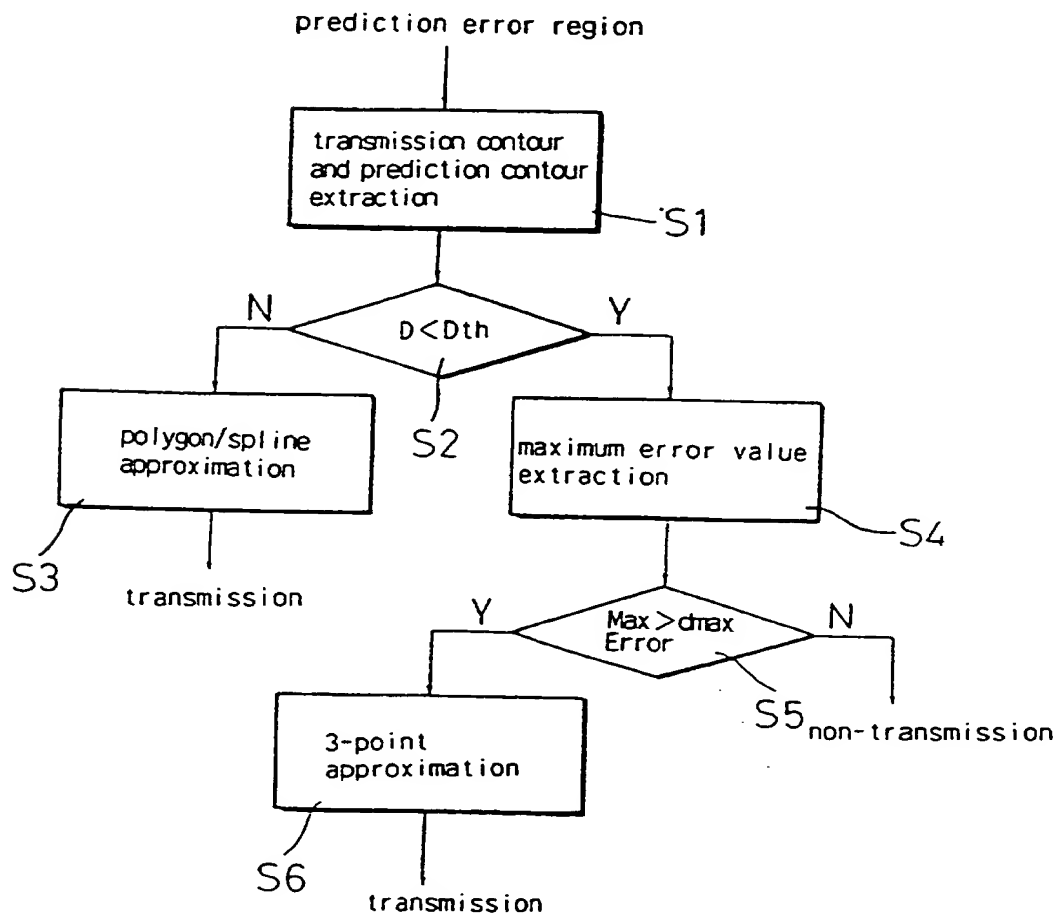 prediction error region
transmission contour
and prediction contour
extraction
S1
N
Y
D<Dth
S2
polygon/spline
approximation
S3
transmission
maximum error value
extraction
S4
Y
N
Max>dmax
Error
S5
non-transmission
3-point
approximation
S6
transmission